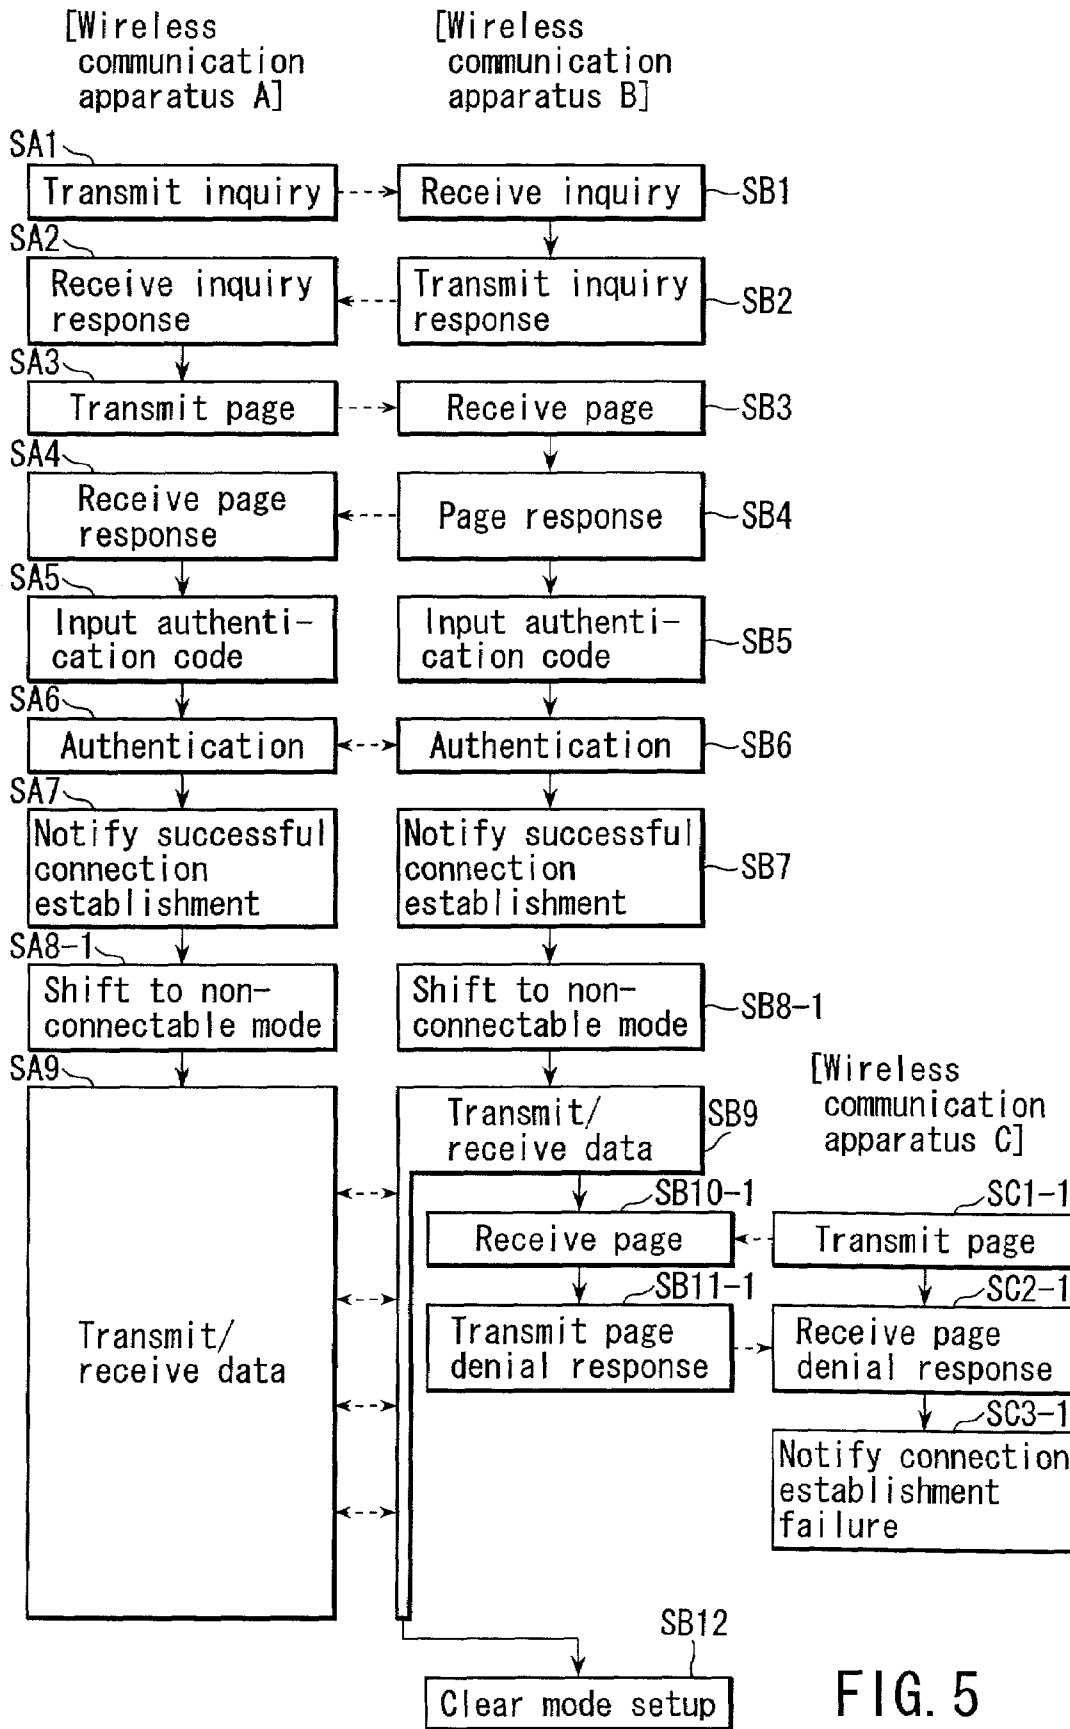 [Wireless
communication
apparatus A]
[Wireless
communication
apparatus B]
SA1
Transmit inquiry
Receive inquiry
SB1
SA2
Receive inquiry
response
Transmit inquiry
response
SB2
SA3
Transmit page
Receive page
SB3
SA4
Receive page
response
Page response
SB4
SA5
Input authenti-
cation code
Input authenti-
cation code
SB5
SA6
Authentication
Authentication
SB6
SA7
Notify successful
connection
establishment
Notify successful
connection
establishment
SB7
SA8-1
Shift to non-
connectable mode
Shift to non-
connectable mode
SB8-1
SA9
Transmit/
receive data
Transmit/
receive data
SB9
[Wireless
communication
apparatus C]
SB10-1
Receive page
SC1-1
Transmit page
SB11-1
Transmit page
denial response
SC2-1
Receive page
denial response
SC3-1
Notify connection
establishment
failure
SB12
Clear mode setup
FIG. 5